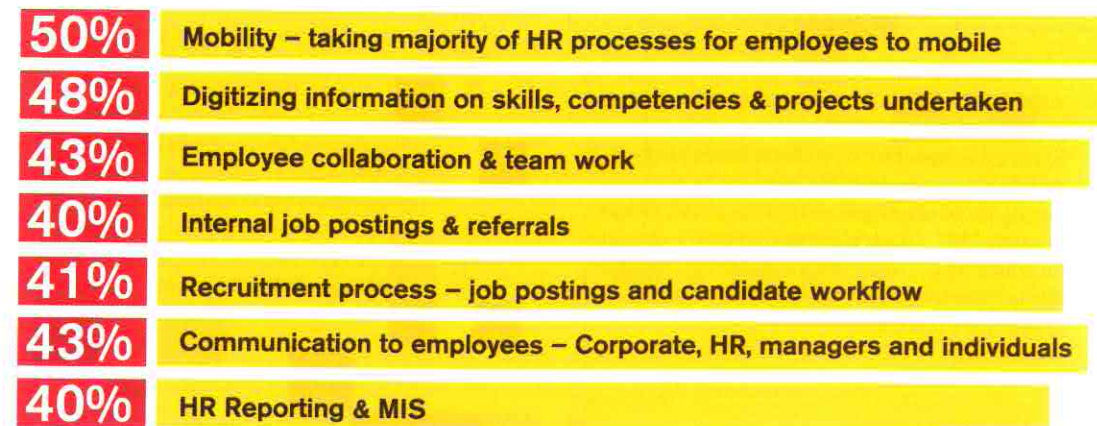 50% Mobility – taking majority of HR processes for employees to mobile
48% Digitizing information on skills, competencies & projects undertaken
43% Employee collaboration & team work
40% Internal job postings & referrals
41% Recruitment process – job postings and candidate workflow
43% Communication to employees – Corporate, HR, managers and individuals
40% HR Reporting & MIS